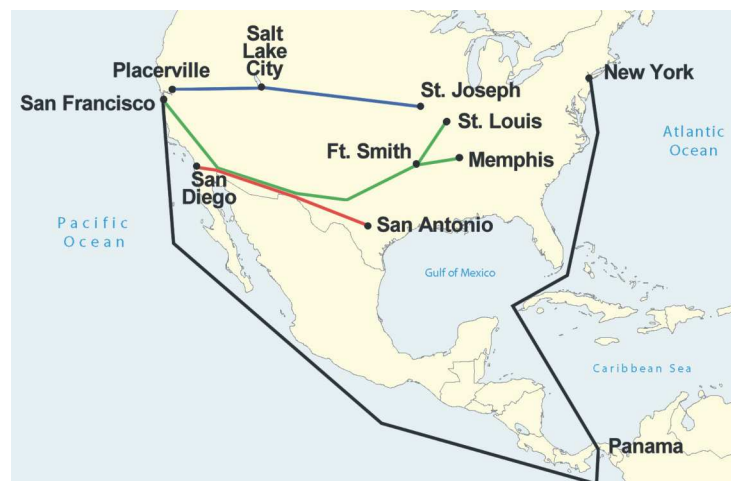 Salt
Lake
City
Placerville
San Francisco
St. Joseph
New York
St. Louis
Ft. Smith
Memphis
Atlantic
Ocean
San
Diego
San Antonio
Pacific
Ocean
Gulf of Mexico
Caribbean Sea
Panama